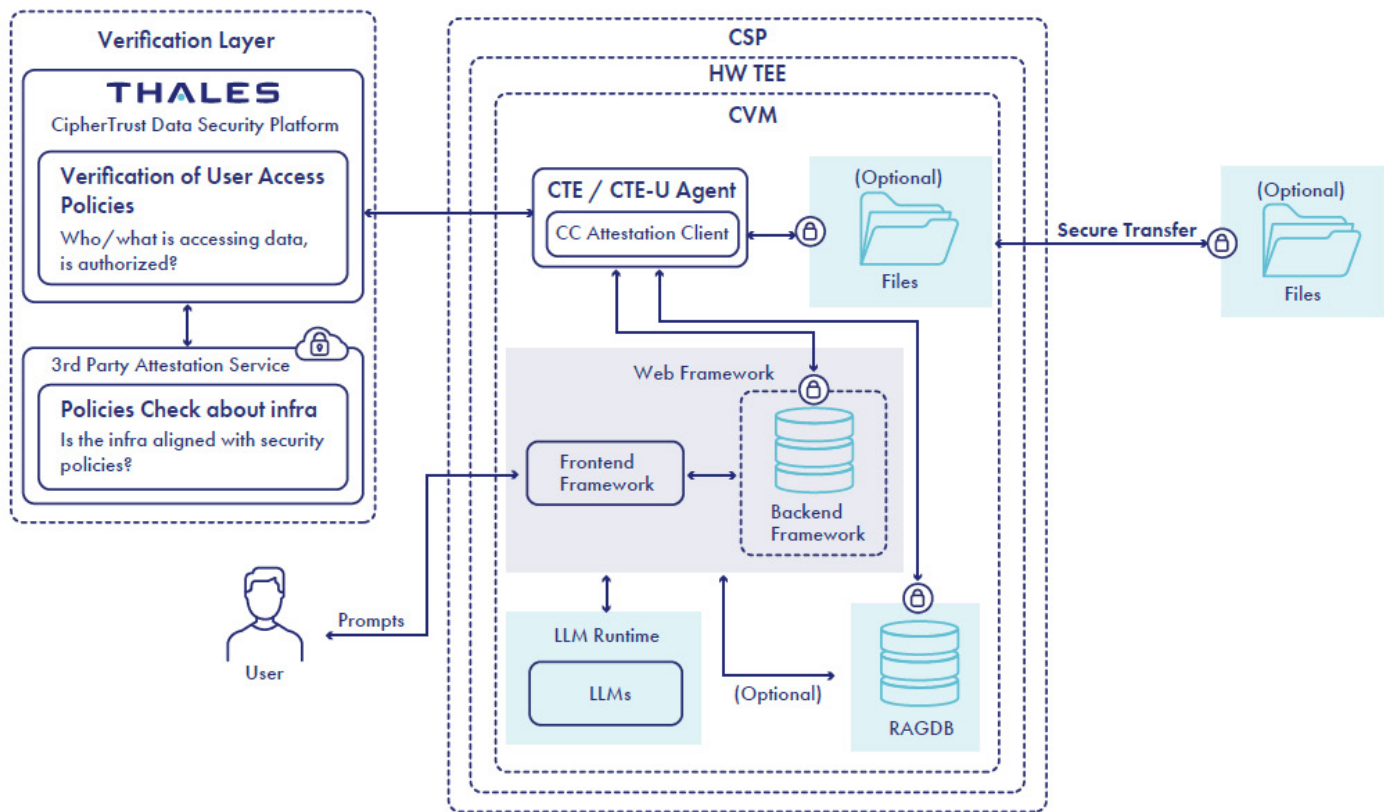 Verification Layer
THALES
CipherTrust Data Security Platform
Verification of User Access
Policies
Who/what is accessing data,
is authorized?
3rd Party Attestation Service
Policies Check about infra
Is the infra aligned with security
policies?
User
Prompts
CSP
HW TEE
CVM
CTE / CTE-U Agent
CC Attestation Client
(Optional)
Files
Secure Transfer
(Optional)
Files
Web Framework
Frontend
Framework
Backend
Framework
LLM Runtime
LLMs
(Optional)
RAGDB